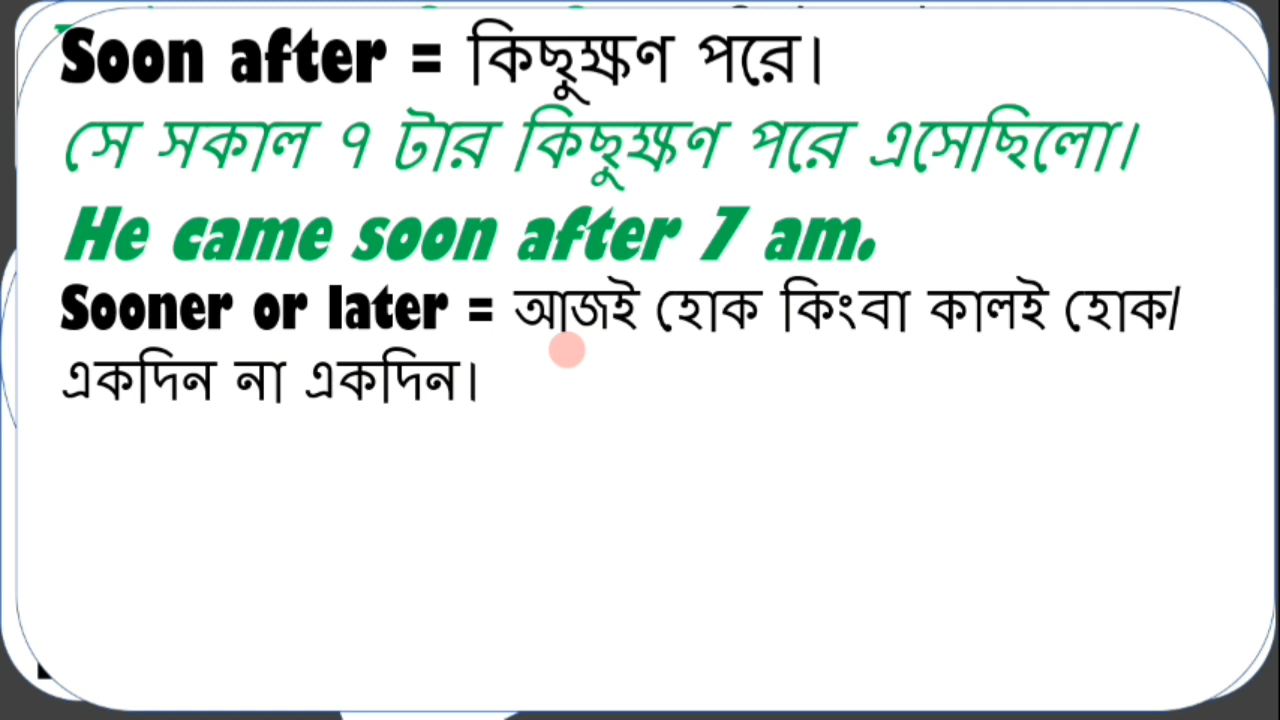 Soon after = কিছুক্ষণ পরে।
সে সকাল ৭ টার কিছুক্ষণ পরে এসেছিলো।
He came soon after 7 am.
Sooner or later = আজই হোক কিংবা কালই হোক/
একদিন না একদিন।